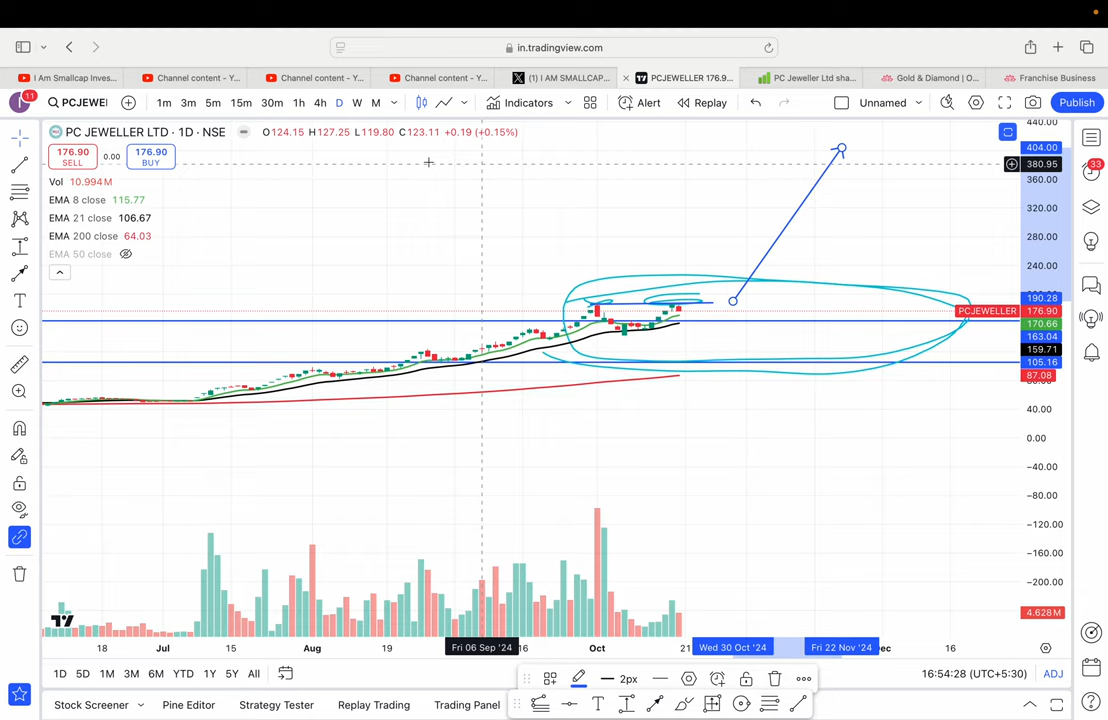 in.tradingview.com
I Am Smallcap Inves...
Channel content - Y...
Channel content - Y...
Channel content - Y...
(1) I AM SMALLCAP...
PCJEWELLER 176.9...
PC Jeweller Ltd sha...
Gold & Diamond | O...
Franchise Business
11
PCJEWE
1m 3m 5m 15m 30m 1h 4h D W M
Indicators
Alert
Replay
Unnamed
Publish
PC JEWELLER LTD · 1D · NSE
O124.15 H127.25 L119.80 C123.11 +0.19 (+0.15%)
176.90
SELL
0.00
176.90
BUY
Vol 10.994M
EMA 8 close 115.77
EMA 21 close 106.67
EMA 200 close 64.03
EMA 50 close
440.00
404.00
380.95
360.00
320.00
280.00
240.00
190.28
PCJEWELLER 176.90
170.66
163.04
159.71
105.16
87.08
40.00
0.00
-40.00
-80.00
-120.00
-160.00
-200.00
4.628M
33
18 Jul 15 Aug 19 Fri 06 Sep '24 16 Oct 21 Wed 30 Oct '24 Fri 22 Nov '24 Dec 16
1D 5D 1M 3M 6M YTD 1Y 5Y All
16:54:28 (UTC+5:30) ADJ
2px
Stock Screener
Pine Editor
Strategy Tester
Replay Trading
Trading Panel